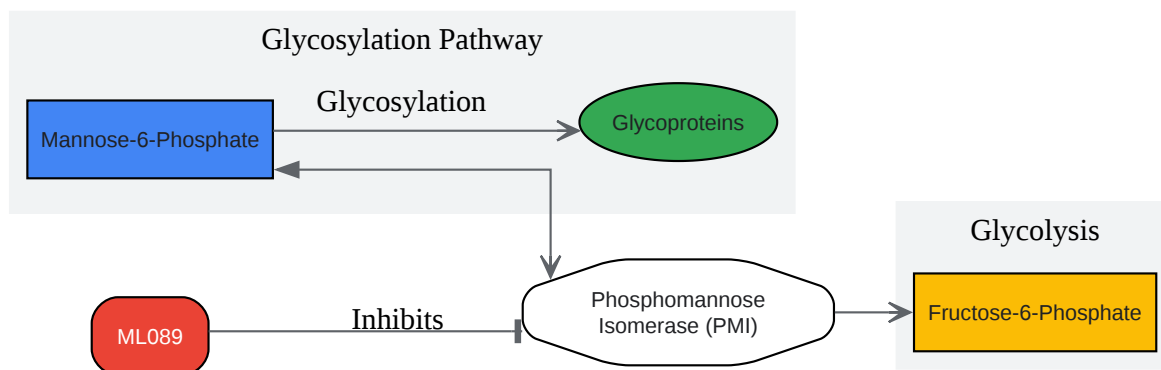 Glycosylation Pathway
Glycosylation
Mannose-6-Phosphate
Glycoproteins
Glycolysis
Phosphomannose
Isomerase (PMI)
Fructose-6-Phosphate
ML089
Inhibits